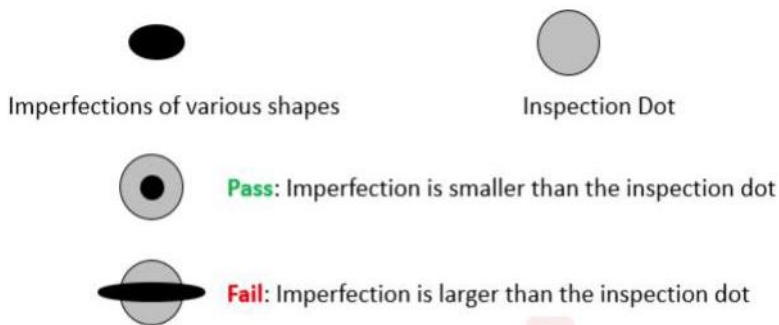 Imperfections of various shapes
Inspection Dot
Pass: Imperfection is smaller than the inspection dot
Fail: Imperfection is larger than the inspection dot